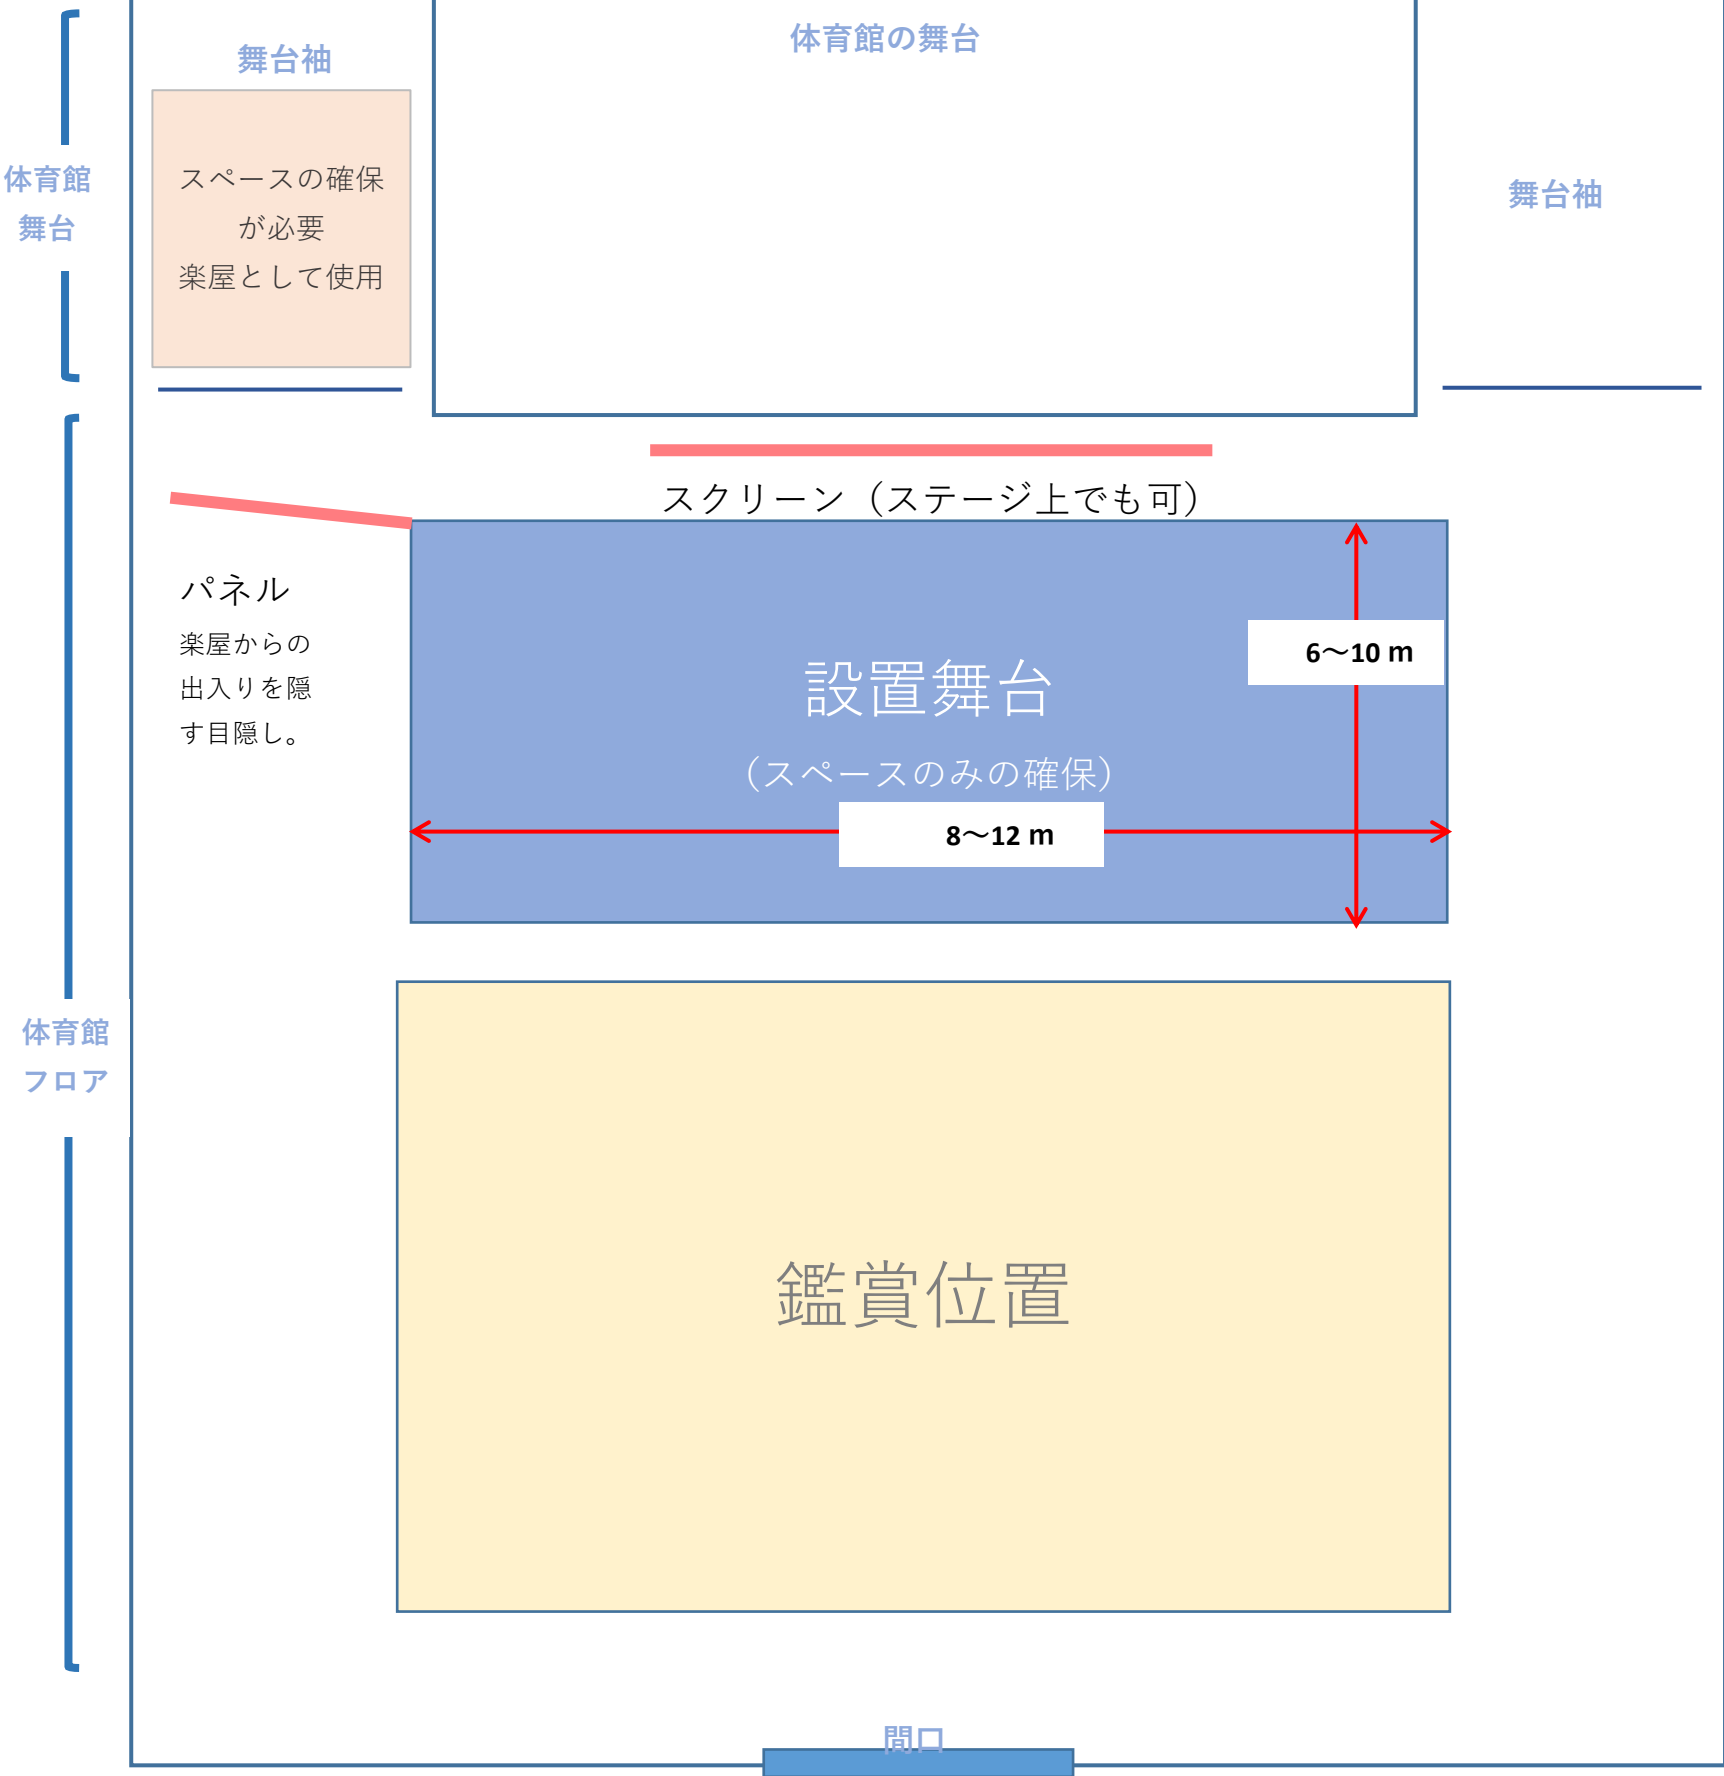 体育館の舞台
舞台袖
スペースの確保
が必要
楽屋として使用
体育館
舞台
舞台袖
スクリーン（ステージ上でも可）
パネル
楽屋からの
出入りを隠
す目隠し。
6～10 m
設置舞台
（スペースのみの確保）
8～12 m
体育館
フロア
鑑賞位置
間口